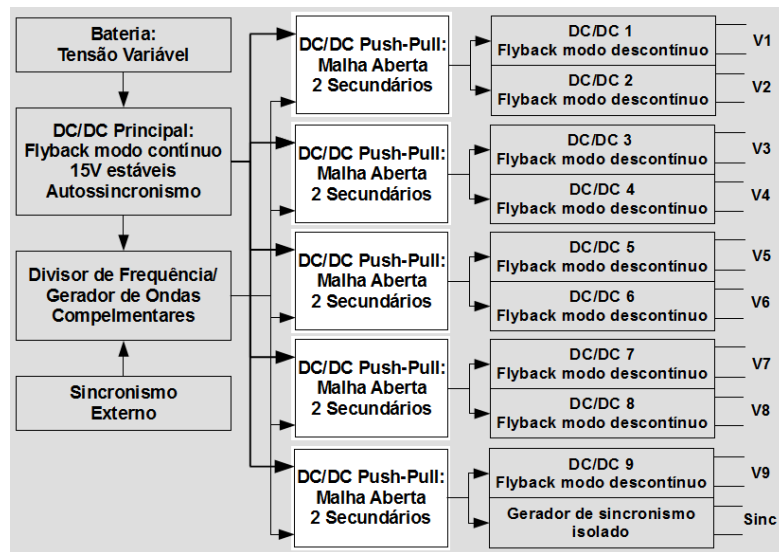 Bateria:
Tensão Variável
DC/DC Principal:
Flyback modo contínuo
15V estáveis
Autossincronismo
Divisor de Frequência/
Gerador de Ondas
Compelmentares
Sincronismo
Externo
DC/DC Push-Pull:
Malha Aberta
2 Secundários
DC/DC Push-Pull:
Malha Aberta
2 Secundários
DC/DC Push-Pull:
Malha Aberta
2 Secundários
DC/DC Push-Pull:
Malha Aberta
2 Secundários
DC/DC Push-Pull:
Malha Aberta
2 Secundários
DC/DC 1
Flyback modo descontínuo
V1
DC/DC 2
Flyback modo descontínuo
V2
DC/DC 3
Flyback modo descontínuo
V3
DC/DC 4
Flyback modo descontínuo
V4
DC/DC 5
Flyback modo descontínuo
V5
DC/DC 6
Flyback modo descontínuo
V6
DC/DC 7
Flyback modo descontínuo
V7
DC/DC 8
Flyback modo descontínuo
V8
DC/DC 9
Flyback modo descontínuo
V9
Gerador de sincronismo
isolado
Sinc